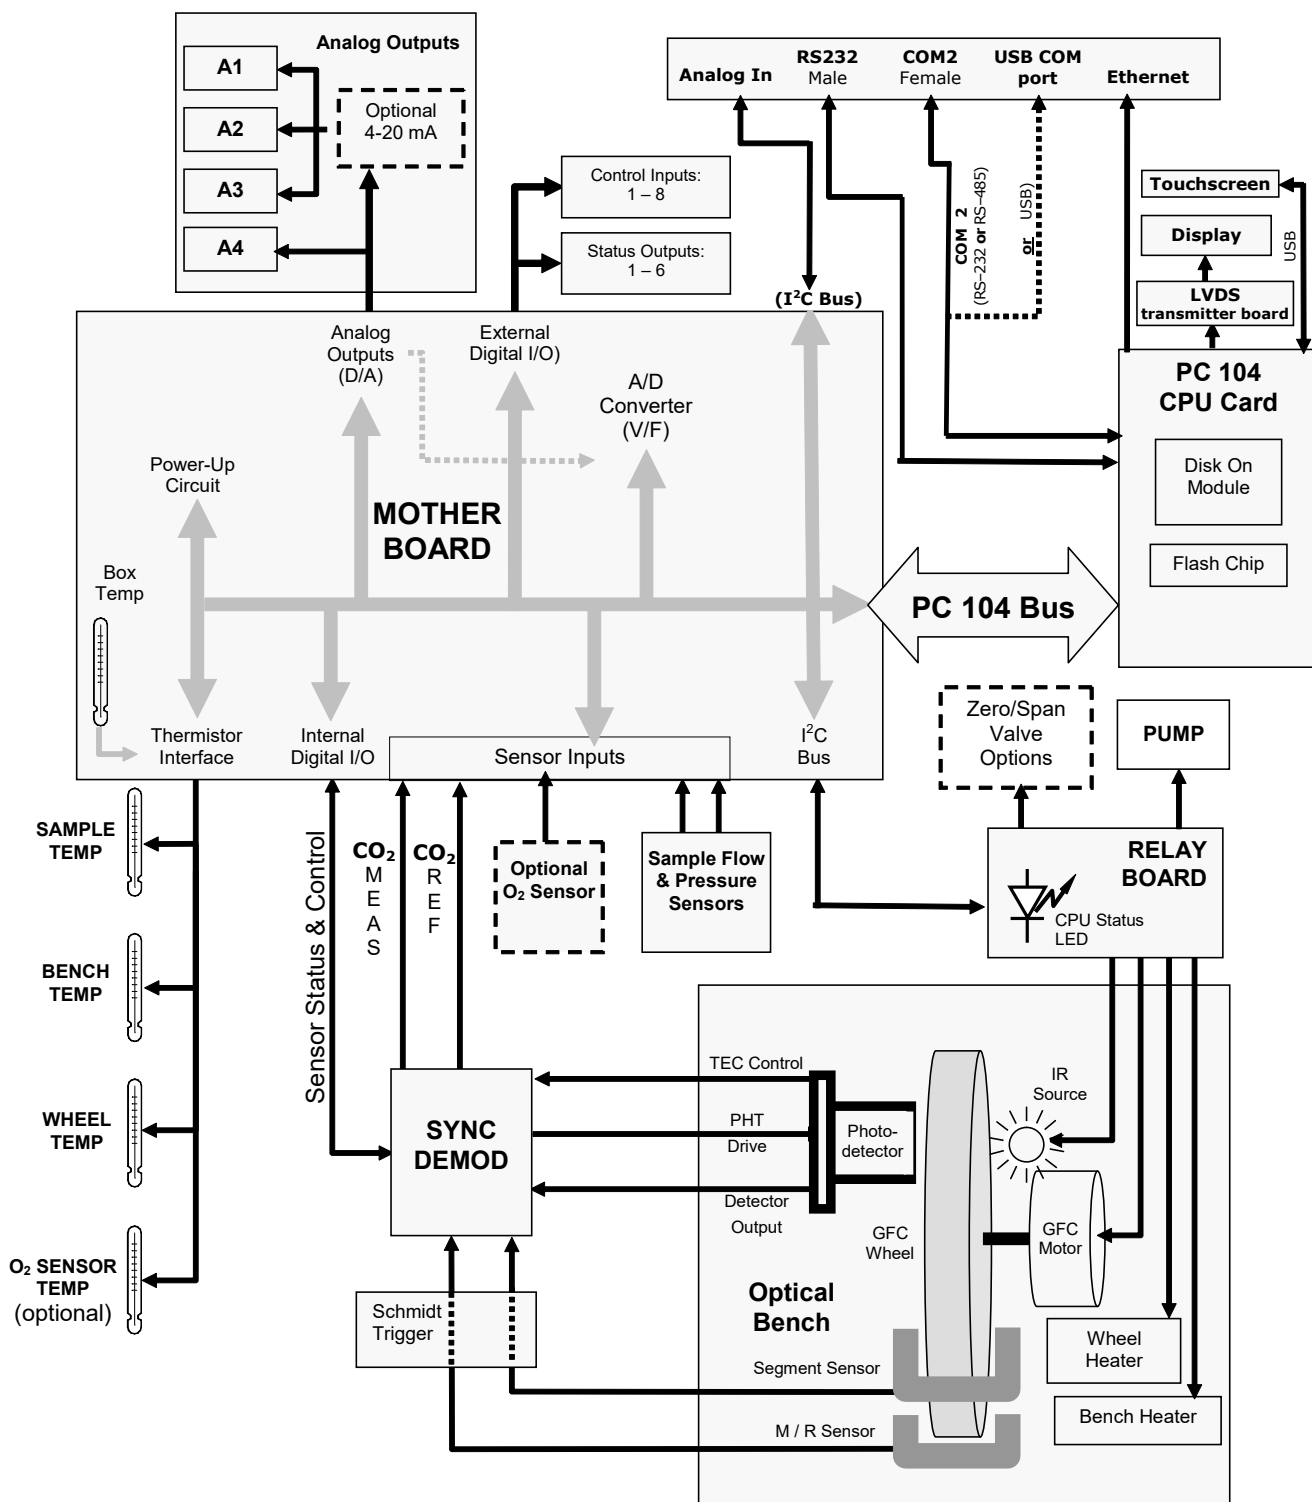 Analog Outputs
A1
A2
A3
A4
Optional
4-20 mA
Analog In
RS232
Male
COM2
Female
USB COM
port
Ethernet
Control Inputs:
1 – 8
Status Outputs:
1 – 6
(I²C Bus)
COM 2
(RS–232 or RS–485)
or USB)
Touchscreen
Display
USB
LVDS
transmitter board
PC 104
CPU Card
Disk On
Module
Flash Chip
Analog
Outputs
(D/A)
External
Digital I/O)
A/D
Converter
(V/F)
Power-Up
Circuit
MOTHER
BOARD
Box
Temp
PC 104 Bus
Thermistor
Interface
Internal
Digital I/O
Sensor Inputs
I²C
Bus
Zero/Span
Valve
Options
PUMP
SAMPLE
TEMP
BENCH
TEMP
WHEEL
TEMP
O₂ SENSOR
TEMP
(optional)
Sensor Status & Control
CO₂
M
E
A
S
CO₂
R
E
F
Optional
O₂ Sensor
Sample Flow
& Pressure
Sensors
RELAY
BOARD
CPU Status
LED
SYNC
DEMOD
TEC Control
PHT
Drive
Detector
Output
Photo-
detector
IR
Source
GFC
Wheel
GFC
Motor
Optical
Bench
Schmidt
Trigger
Segment Sensor
M / R Sensor
Wheel
Heater
Bench Heater